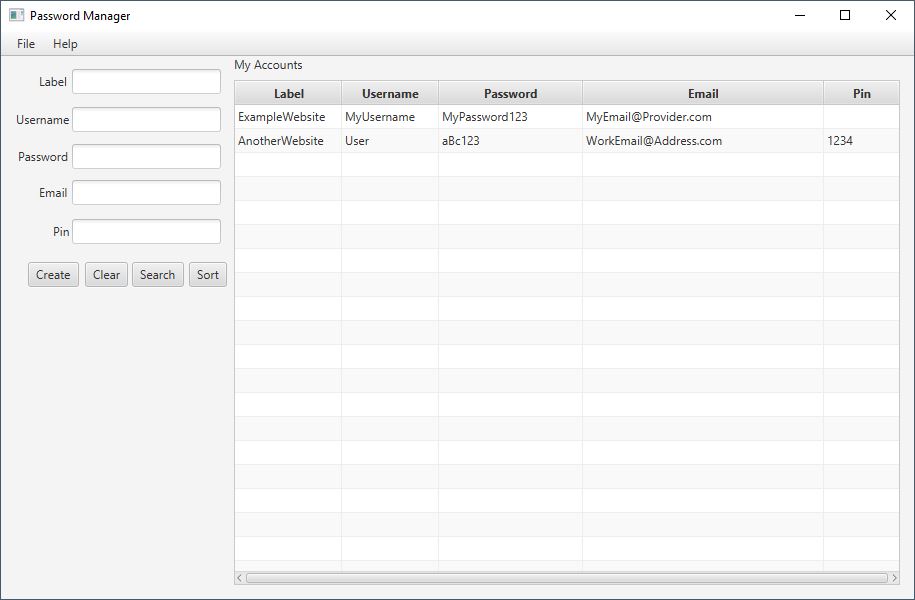 Password Manager
File Help
My Accounts
Label
Username
Password
Email
Pin
Create Clear Search Sort
Label Username Password Email Pin
ExampleWebsite MyUsername MyPassword123 MyEmail@Provider.com
AnotherWebsite User aBc123 WorkEmail@Address.com 1234